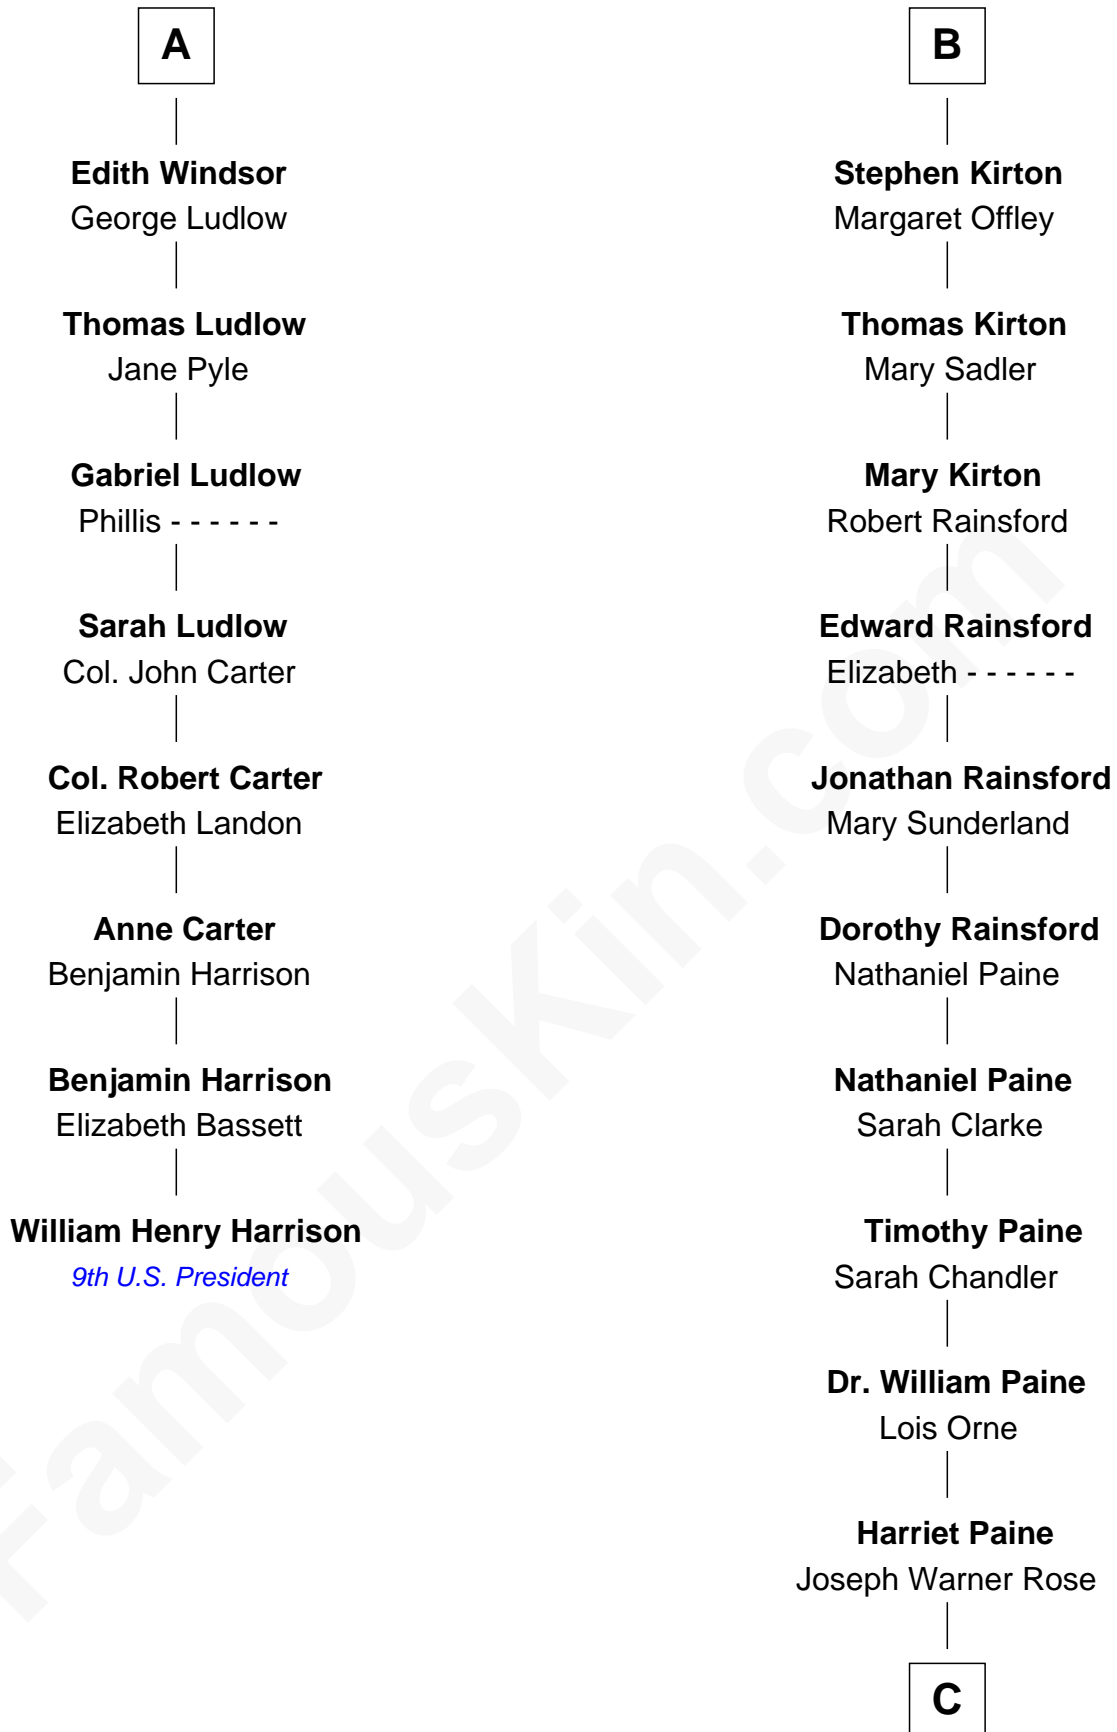 A
Edith Windsor
George Ludlow
Thomas Ludlow
Jane Pyle
Gabriel Ludlow
Phillis - - - - - -
Sarah Ludlow
Col. John Carter
Col. Robert Carter
Elizabeth Landon
Anne Carter
Benjamin Harrison
Benjamin Harrison
Elizabeth Bassett
William Henry Harrison
9th U.S. President
B
Stephen Kirton
Margaret Offley
Thomas Kirton
Mary Sadler
Mary Kirton
Robert Rainsford
Edward Rainsford
Elizabeth - - - - - -
Jonathan Rainsford
Mary Sunderland
Dorothy Rainsford
Nathaniel Paine
Nathaniel Paine
Sarah Clarke
Timothy Paine
Sarah Chandler
Dr. William Paine
Lois Orne
Harriet Paine
Joseph Warner Rose
C
FamousKin.com